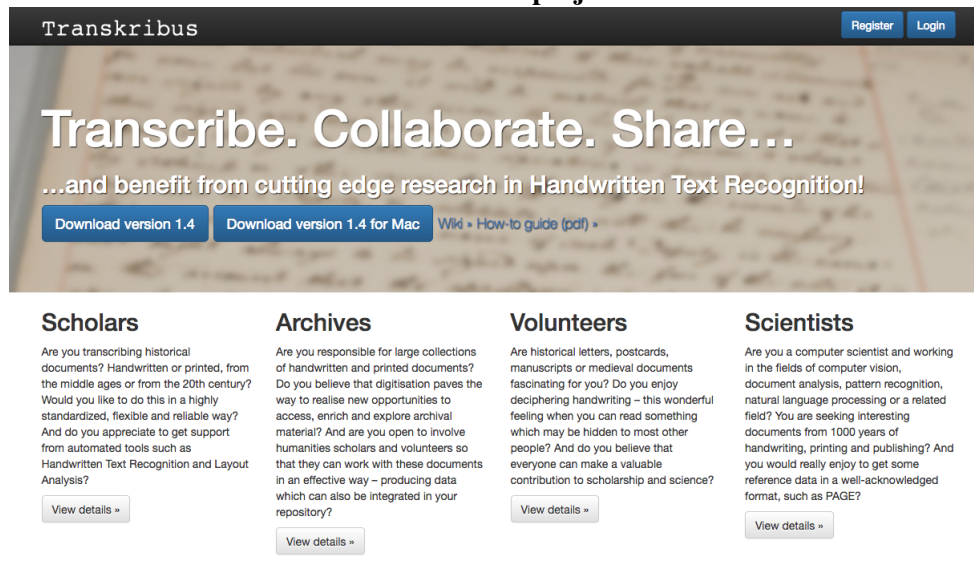 Transkribus
Register Login
Transcribe. Collaborate. Share...
...and benefit from cutting edge research in Handwritten Text Recognition!
Download version 1.4 Download version 1.4 for Mac Wiki » How-to guide (pdf) »
Scholars
Are you transcribing historical
documents? Handwritten or printed, from
the middle ages or from the 20th century?
Would you like to do this in a highly
standardized, flexible and reliable way?
And do you appreciate to get support
from automated tools such as
Handwritten Text Recognition and Layout
Analysis?
View details »
Archives
Are you responsible for large collections
of handwritten and printed documents?
Do you believe that digitisation paves the
way to realise new opportunities to
access, enrich and explore archival
material? And are you open to involve
humanities scholars and volunteers so
that they can work with these documents
in an effective way – producing data
which can also be integrated in your
repository?
View details »
Volunteers
Are historical letters, postcards,
manuscripts or medieval documents
fascinating for you? Do you enjoy
deciphering handwriting – this wonderful
feeling when you can read something
which may be hidden to most other
people? And do you believe that
everyone can make a valuable
contribution to scholarship and science?
View details »
Scientists
Are you a computer scientist and working
in the fields of computer vision,
document analysis, pattern recognition,
natural language processing or a related
field? You are seeking interesting
documents from 1000 years of
handwriting, printing and publishing? And
you would really enjoy to get some
reference data in a well-acknowledged
format, such as PAGE?
View details »